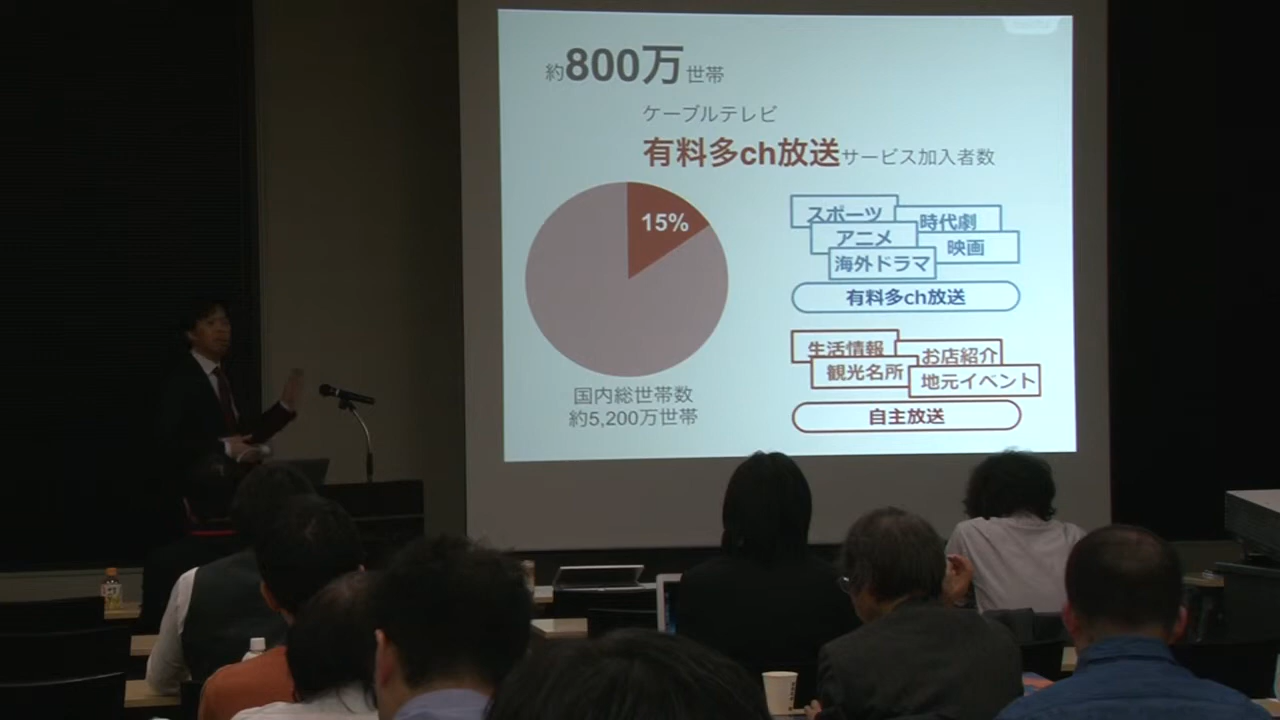 約800万世帯
ケーブルテレビ
有料多ch放送サービス加入者数
15%
国内総世帯数
約5,200万世帯
スポーツ
時代劇
アニメ
映画
海外ドラマ
有料多ch放送
生活情報
お店紹介
観光名所
地元イベント
自主放送